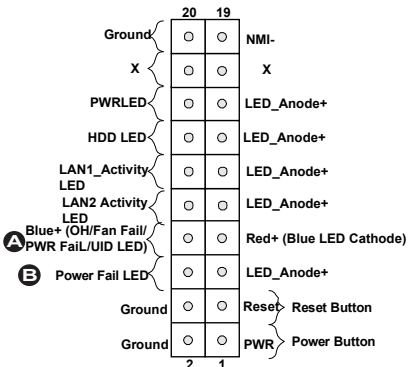 20 19
Ground NMI-
X X
PWRLED LED_Anode+
HDD LED LED_Anode+
LAN1_Activity
LED LED_Anode+
LAN2 Activity
LED LED_Anode+
A Blue+ (OH/Fan Fail/
PWR FaiL/UID LED) Red+ (Blue LED Cathode)
B Power Fail LED LED_Anode+
Ground Reset Reset Button
Ground PWR Power Button
2 1